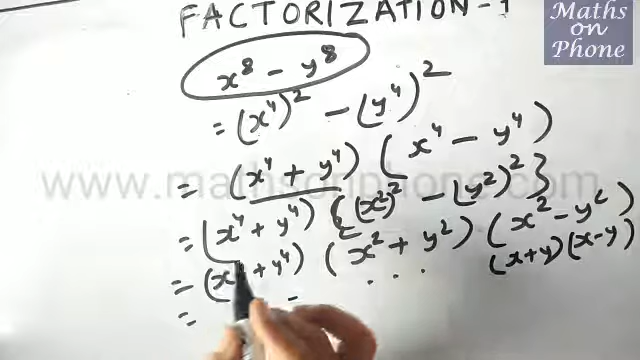 FACTORIZATION - 1
Maths
on
Phone
x⁸ - y⁸
= (x⁴)² - (y⁴)²
= (x⁴ + y⁴) (x⁴ - y⁴)
www.mathsonphone.com
= (x⁴ + y⁴) {(x²)² - (y²)²}
= (x⁴ + y⁴) (x² + y²) (x² - y²)
- . . . (x+y)(x-y)
=